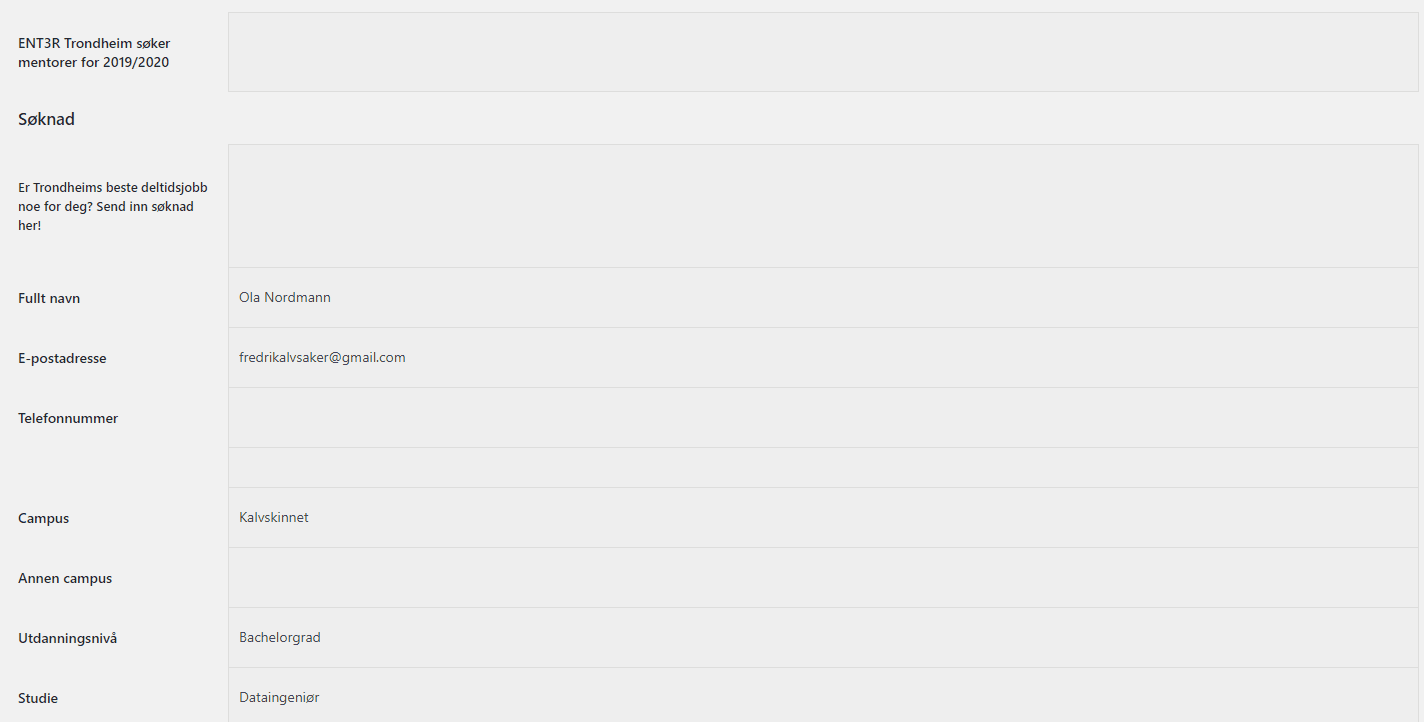 ENT3R Trondheim søker
mentorer for 2019/2020
Søknad
Er Trondheims beste deltidsjobb
noe for deg? Send inn søknad
her!
Fullt navn
Ola Nordmann
E-postadresse
fredrikalvsaker@gmail.com
Telefonnummer
Campus
Kalvskinnet
Annen campus
Utdanningsnivå
Bachelorgrad
Studie
Dataingeniør